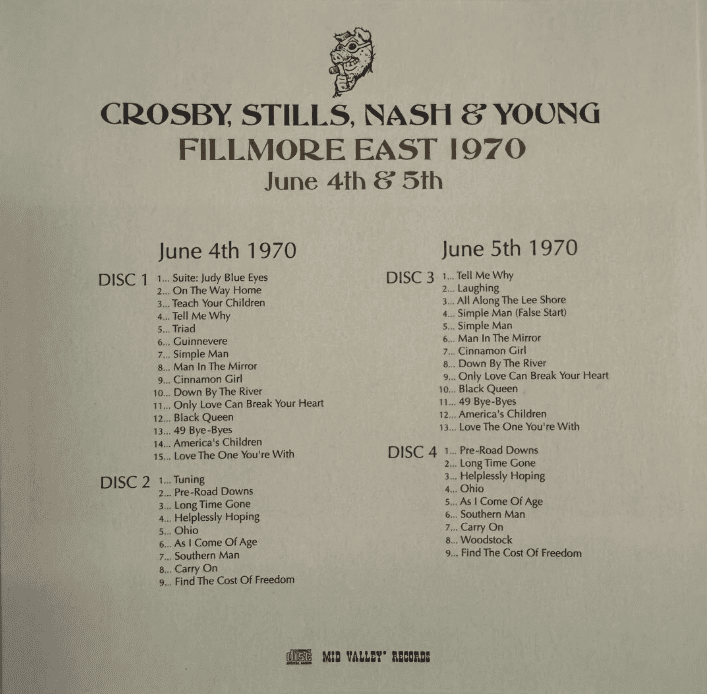 CROSBY, STILLS, NASH & YOUNG
FILLMORE EAST 1970
June 4th & 5th
June 4th 1970
DISC 1
1... Suite: Judy Blue Eyes
2... On The Way Home
3... Teach Your Children
4... Tell Me Why
5... Triad
6... Guinnevere
7... Simple Man
8... Man In The Mirror
9... Cinnamon Girl
10... Down By The River
11... Only Love Can Break Your Heart
12... Black Queen
13... 49 Bye-Byes
14... America's Children
15... Love The One You're With
DISC 2
1... Tuning
2... Pre-Road Downs
3... Long Time Gone
4... Helplessly Hoping
5... Ohio
6... As I Come Of Age
7... Southern Man
8... Carry On
9... Find The Cost Of Freedom
June 5th 1970
DISC 3
1... Tell Me Why
2... Laughing
3... All Along The Lee Shore
4... Simple Man (False Start)
5... Simple Man
6... Man In The Mirror
7... Cinnamon Girl
8... Down By The River
9... Only Love Can Break Your Heart
10... Black Queen
11... 49 Bye-Byes
12... America's Children
13... Love The One You're With
DISC 4
1... Pre-Road Downs
2... Long Time Gone
3... Helplessly Hoping
4... Ohio
5... As I Come Of Age
6... Southern Man
7... Carry On
8... Woodstock
9... Find The Cost Of Freedom
disc MID VALLEY RECORDS